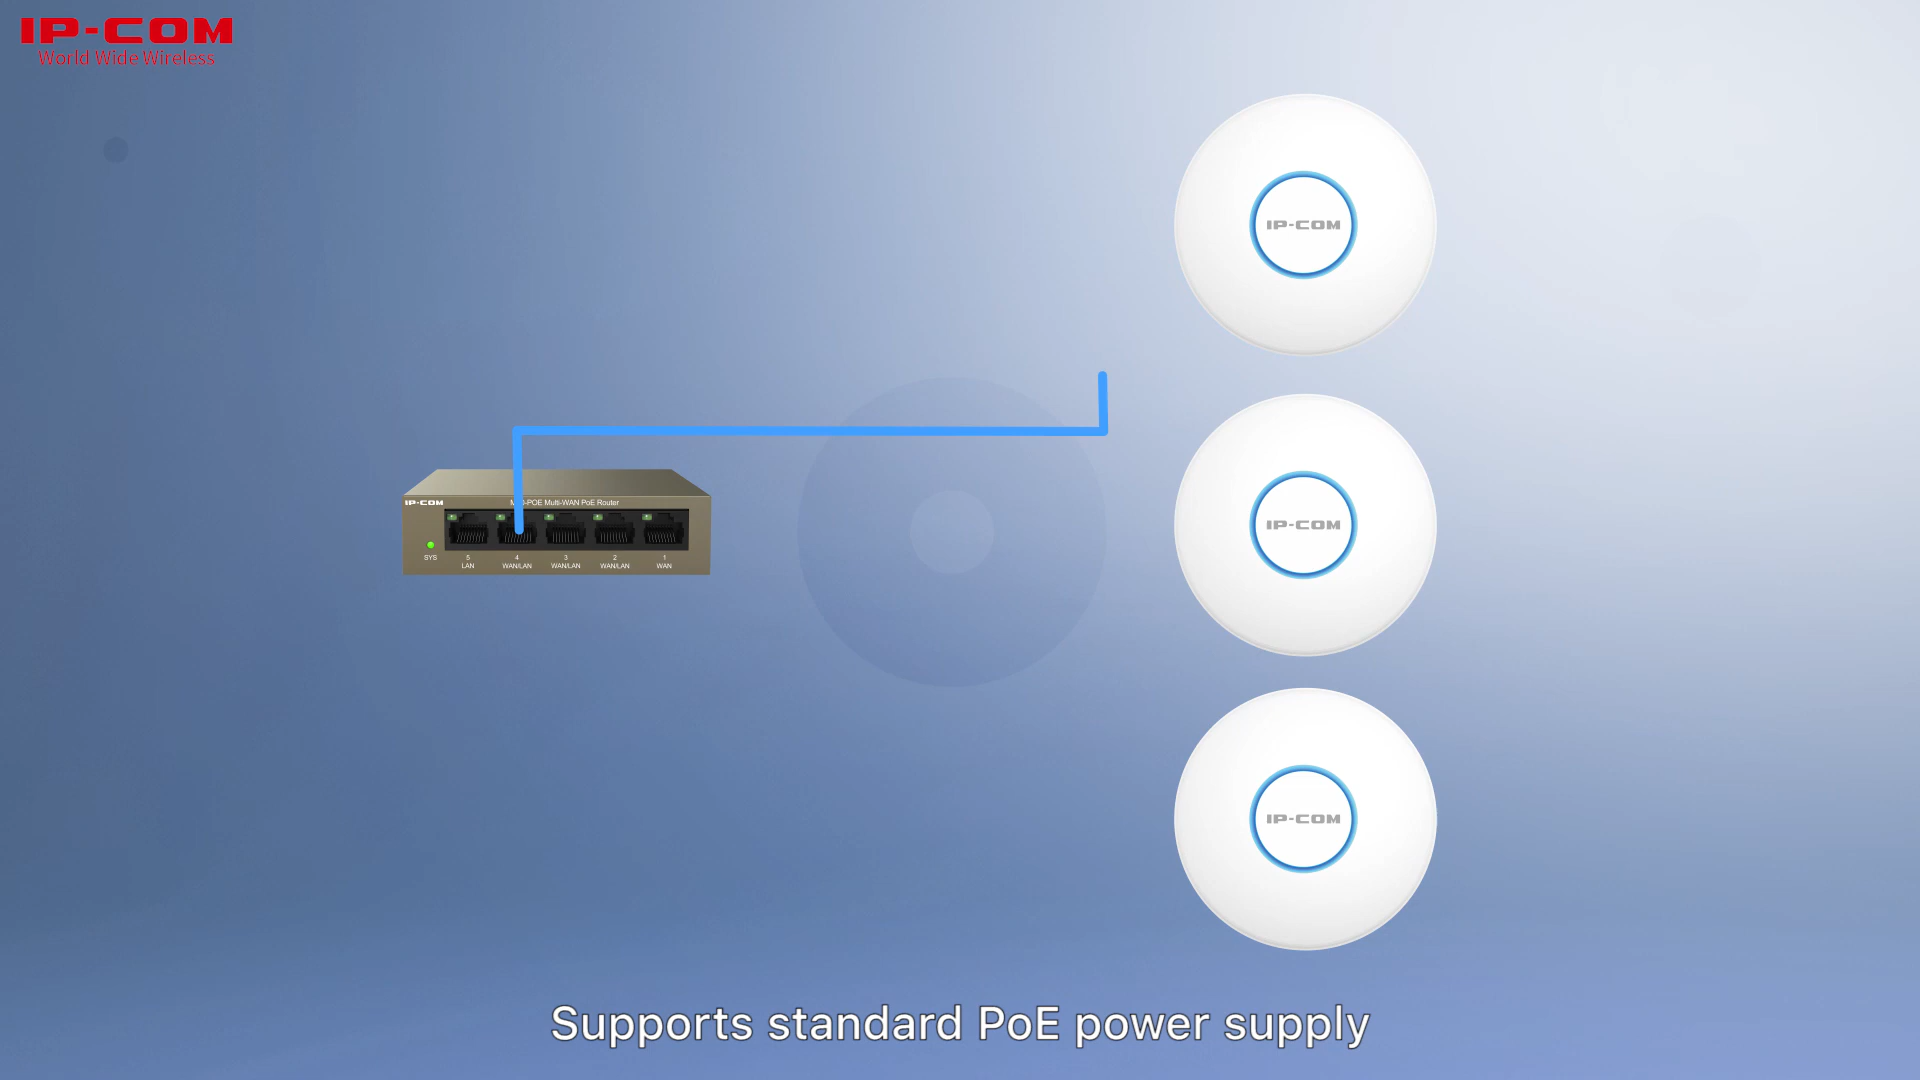 IP-COM
World Wide Wireless
IP-COM
IP-COM
-POE Multi-WAN PoE Router
SYS
5 4 3 2 1
LAN WAN/LAN WAN/LAN WAN/LAN WAN
IP-COM
IP-COM
Supports standard PoE power supply